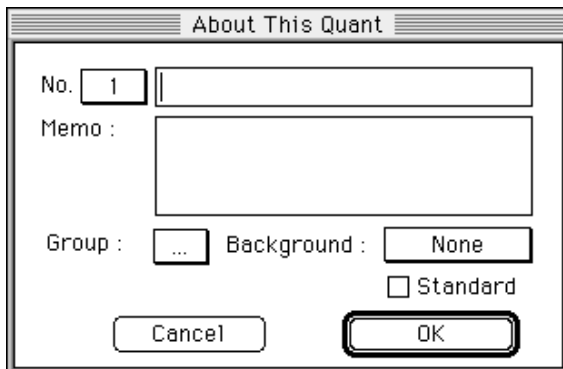 About This Quant
No. 1
Memo :
Group : ... Background : None
Standard
Cancel OK